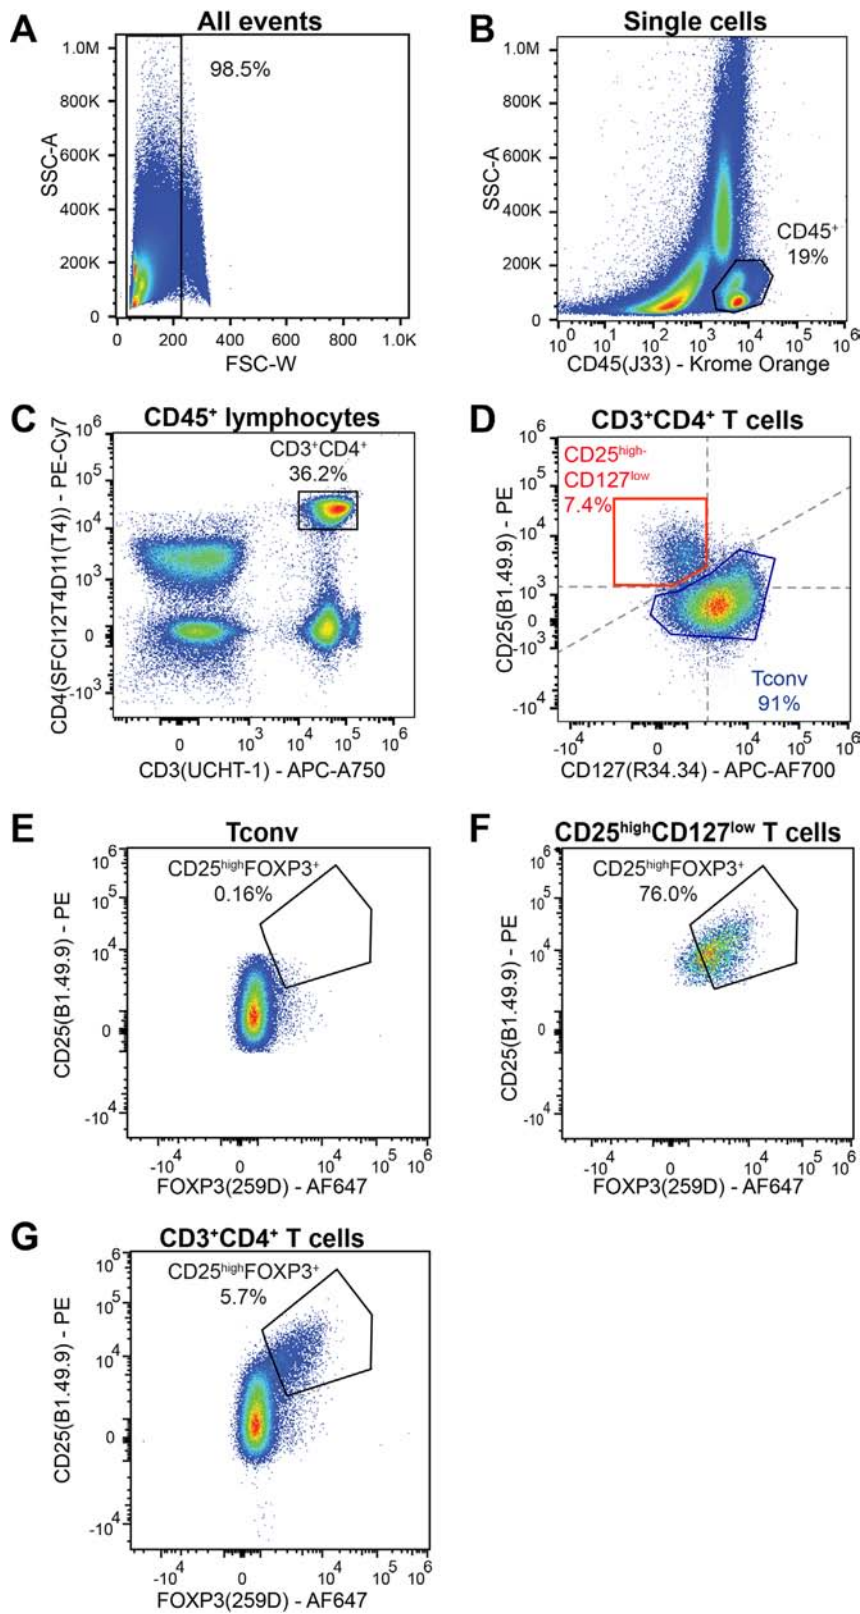 A
All events
98.5%
1.0M
800K
600K
400K
200K
0
SSC-A
0 200 400 600 800 1.0K
FSC-W
B
Single cells
1.0M
800K
600K
400K
200K
0
SSC-A
CD45⁺
19%
10⁰ 10¹ 10² 10³ 10⁴ 10⁵ 10⁶
CD45(J33) - Krome Orange
C
CD45⁺ lymphocytes
CD3⁺CD4⁺
36.2%
10⁶
10⁵
10⁴
10³
0
-10³
CD4(SFCI12T4D11(T4)) - PE-Cy7
0 10³ 10⁴ 10⁵ 10⁶
CD3(UCHT-1) - APC-A750
D
CD3⁺CD4⁺ T cells
CD25ʰⁱᵍʰ⁻
CD127ˡᵒʷ
7.4%
10⁶
10⁵
10⁴
10³
0
-10³
-10⁴
CD25(B1.49.9) - PE
Tconv
91%
-10⁴ 0 10³ 10⁴ 10⁵ 10⁶
CD127(R34.34) - APC-AF700
E
Tconv
CD25ʰⁱᵍʰFOXP3⁺
0.16%
10⁶
10⁵
10⁴
0
-10⁴
CD25(B1.49.9) - PE
-10⁴ 0 10⁴ 10⁵ 10⁶
FOXP3(259D) - AF647
F
CD25ʰⁱᵍʰCD127ˡᵒʷ T cells
CD25ʰⁱᵍʰFOXP3⁺
76.0%
10⁶
10⁵
10⁴
0
-10⁴
CD25(B1.49.9) - PE
-10⁴ 0 10⁴ 10⁵ 10⁶
FOXP3(259D) - AF647
G
CD3⁺CD4⁺ T cells
CD25ʰⁱᵍʰFOXP3⁺
5.7%
10⁶
10⁵
10⁴
0
-10⁴
CD25(B1.49.9) - PE
-10⁴ 0 10⁴ 10⁵ 10⁶
FOXP3(259D) - AF647